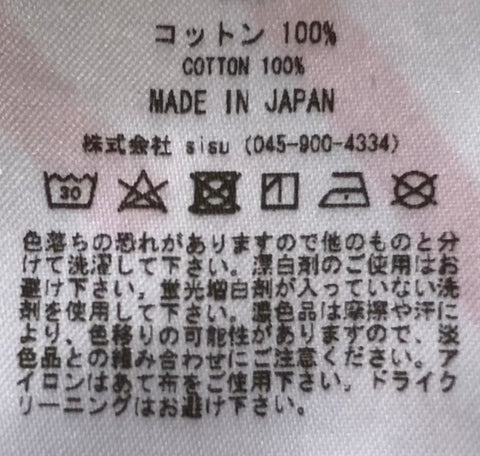 コットン 100%
COTTON 100%
MADE IN JAPAN
株式会社 sisu (045-900-4334)
30
色落ちの恐れがありますので他のものと分
けて洗濯して下さい。漂白剤のご使用はお
避け下さい。蛍光増白剤が入っていない洗
剤を使用して下さい。濃色品は摩擦や汗に
より、色移りの可能性がありますので、淡
色品との組み合わせにご注意ください。ア
イロンはあて布をご使用下さい。ドライク
リーニングはお避け下さい。